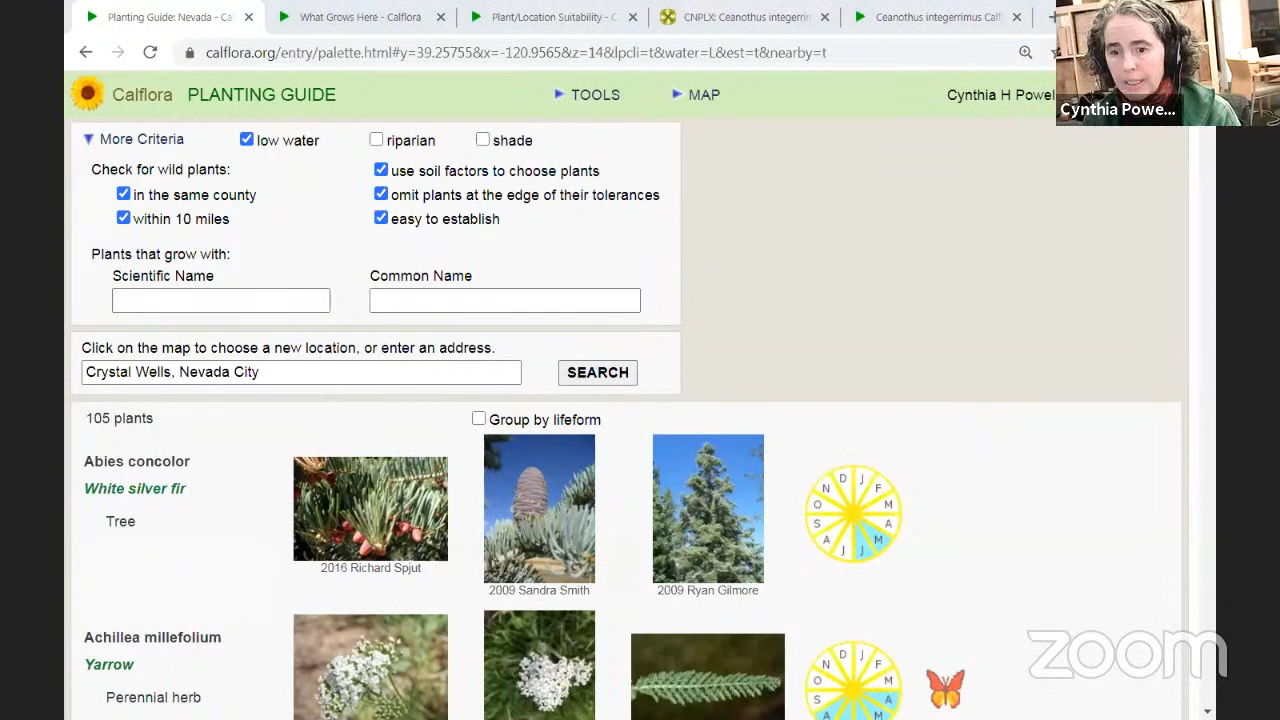 Planting Guide: Nevada - Ca
What Grows Here - Calflora
Plant/Location Suitability - C
CNPLX: Ceanothus integerrim
Ceanothus integerrimus Calf
calflora.org/entry/palette.html#y=39.25755&x=-120.9565&z=14&lpcli=t&water=L&est=t&nearby=t
Calflora PLANTING GUIDE
TOOLS
MAP
Cynthia H Powel
Cynthia Powe...
More Criteria
low water
riparian
shade
Check for wild plants:
use soil factors to choose plants
in the same county
omit plants at the edge of their tolerances
within 10 miles
easy to establish
Plants that grow with:
Scientific Name
Common Name
Click on the map to choose a new location, or enter an address.
Crystal Wells, Nevada City
SEARCH
105 plants
Group by lifeform
Abies concolor
White silver fir
Tree
2016 Richard Spjut
2009 Sandra Smith
2009 Ryan Gilmore
J F M A M J J A S O N D
Achillea millefolium
Yarrow
Perennial herb
N D J F O M S A A M
zoom